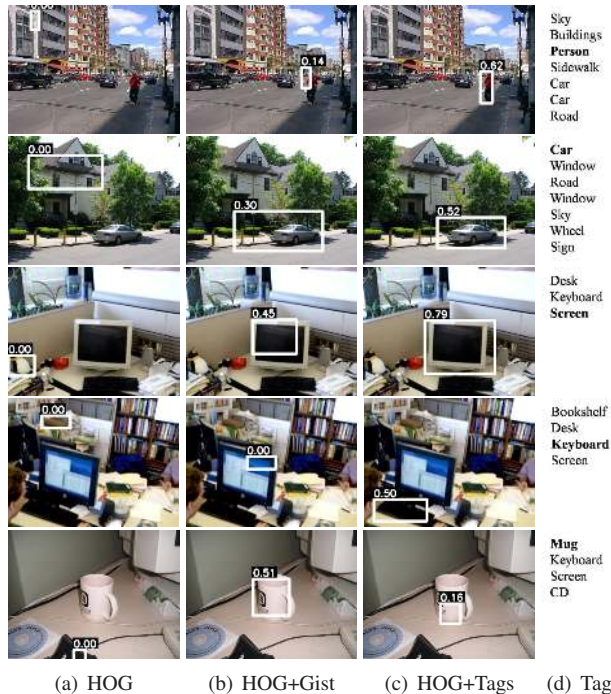 0.00
0.14
0.62
Sky
Buildings
Person
Sidewalk
Car
Car
Road
0.00
0.30
0.52
Car
Window
Road
Window
Sky
Wheel
Sign
0.00
0.45
0.79
Desk
Keyboard
Screen
0.00
0.00
0.50
Bookshelf
Desk
Keyboard
Screen
0.00
0.51
0.16
Mug
Keyboard
Screen
CD
(a) HOG
(b) HOG+Gist
(c) HOG+Tags
(d) Tag